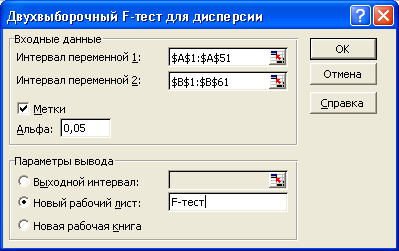 Двухвыборочный F-тест для дисперсии
Входные данные
Интервал переменной 1: $A$1:$A$51
Интервал переменной 2: $B$1:$B$61
Метки
Альфа: 0,05
OK
Отмена
Справка
Параметры вывода
Выходной интервал:
Новый рабочий лист: F-тест
Новая рабочая книга